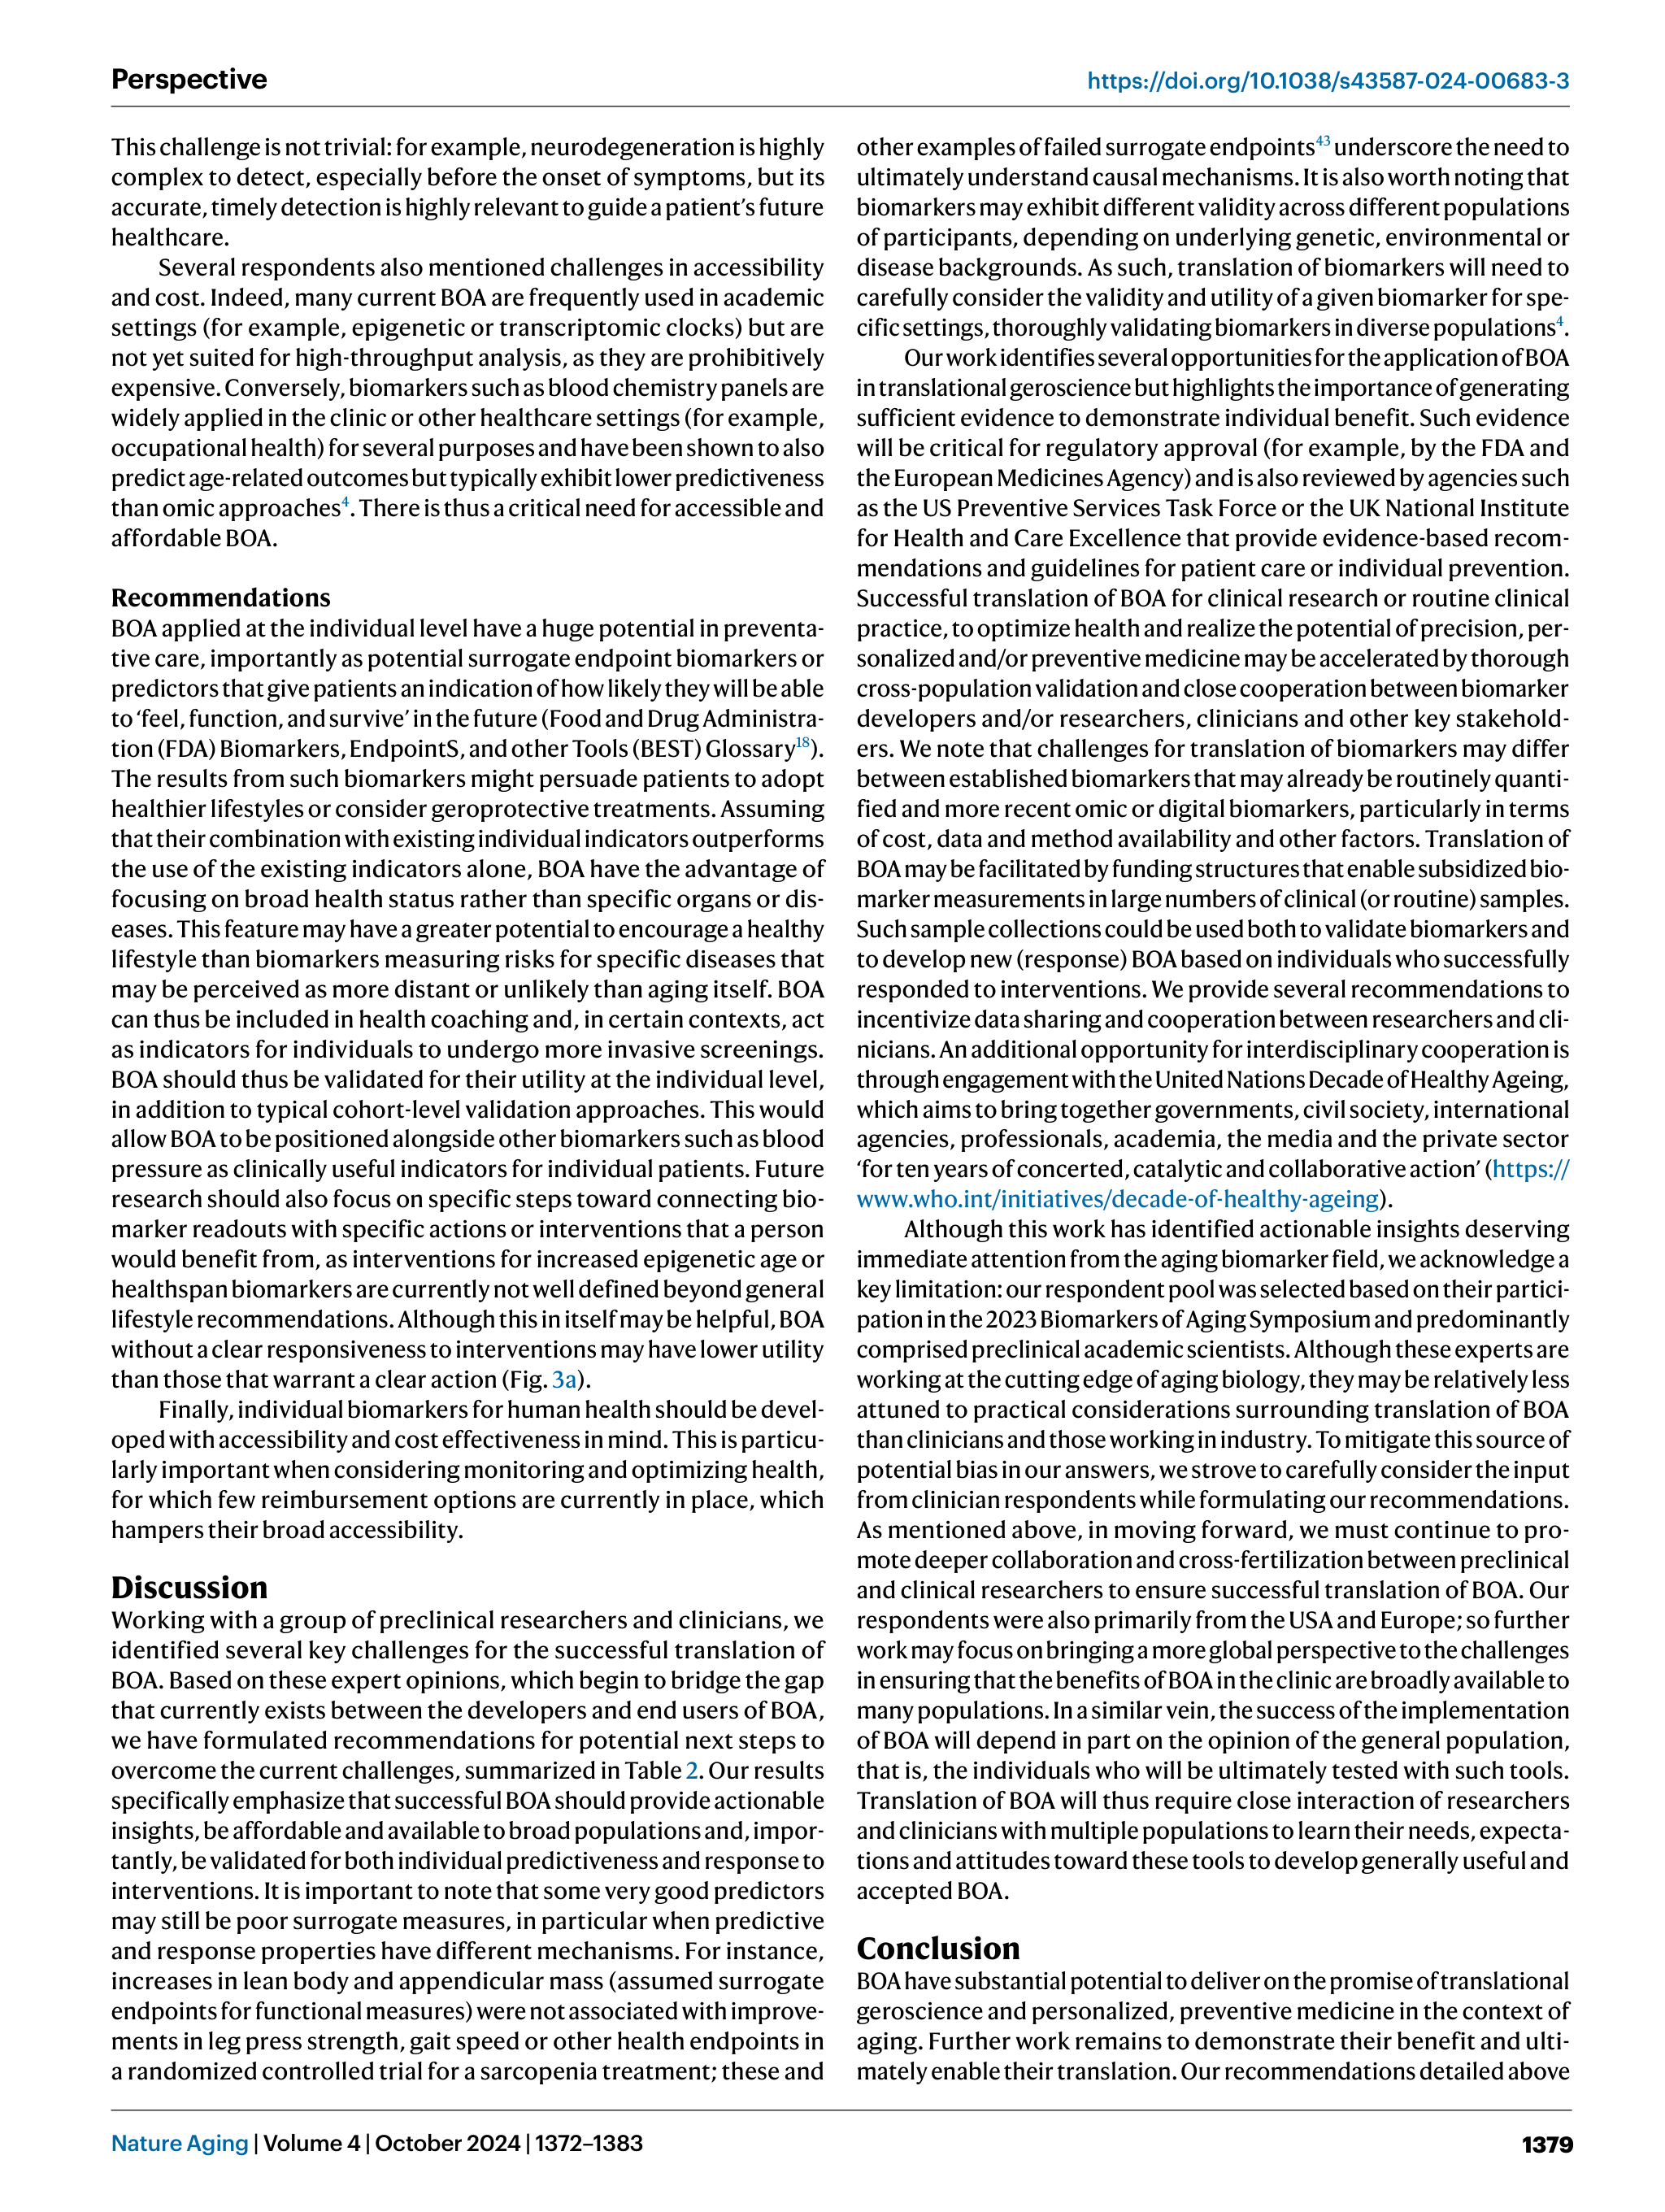 Perspective
https://doi.org/10.1038/s43587-024-00683-3
This challenge is not trivial: for example, neurodegeneration is highly
complex to detect, especially before the onset of symptoms, but its
accurate, timely detection is highly relevant to guide a patient’s future
healthcare.
Several respondents also mentioned challenges in accessibility
and cost. Indeed, many current BOA are frequently used in academic
settings (for example, epigenetic or transcriptomic clocks) but are
not yet suited for high-throughput analysis, as they are prohibitively
expensive. Conversely, biomarkers such as blood chemistry panels are
widely applied in the clinic or other healthcare settings (for example,
occupational health) for several purposes and have been shown to also
predict age-related outcomes but typically exhibit lower predictiveness
than omic approaches4. There is thus a critical need for accessible and
affordable BOA.
Recommendations
BOA applied at the individual level have a huge potential in preventa-
tive care, importantly as potential surrogate endpoint biomarkers or
predictors that give patients an indication of how likely they will be able
to ‘feel, function, and survive’ in the future (Food and Drug Administra-
tion (FDA) Biomarkers, EndpointS, and other Tools (BEST) Glossary18).
The results from such biomarkers might persuade patients to adopt
healthier lifestyles or consider geroprotective treatments. Assuming
that their combination with existing individual indicators outperforms
the use of the existing indicators alone, BOA have the advantage of
focusing on broad health status rather than specific organs or dis-
eases. This feature may have a greater potential to encourage a healthy
lifestyle than biomarkers measuring risks for specific diseases that
may be perceived as more distant or unlikely than aging itself. BOA
can thus be included in health coaching and, in certain contexts, act
as indicators for individuals to undergo more invasive screenings.
BOA should thus be validated for their utility at the individual level,
in addition to typical cohort-level validation approaches. This would
allow BOA to be positioned alongside other biomarkers such as blood
pressure as clinically useful indicators for individual patients. Future
research should also focus on specific steps toward connecting bio-
marker readouts with specific actions or interventions that a person
would benefit from, as interventions for increased epigenetic age or
healthspan biomarkers are currently not well defined beyond general
lifestyle recommendations. Although this in itself may be helpful, BOA
without a clear responsiveness to interventions may have lower utility
than those that warrant a clear action (Fig. 3a).
Finally, individual biomarkers for human health should be devel-
oped with accessibility and cost effectiveness in mind. This is particu-
larly important when considering monitoring and optimizing health,
for which few reimbursement options are currently in place, which
hampers their broad accessibility.
Discussion
Working with a group of preclinical researchers and clinicians, we
identified several key challenges for the successful translation of
BOA. Based on these expert opinions, which begin to bridge the gap
that currently exists between the developers and end users of BOA,
we have formulated recommendations for potential next steps to
overcome the current challenges, summarized in Table 2. Our results
specifically emphasize that successful BOA should provide actionable
insights, be affordable and available to broad populations and, impor-
tantly, be validated for both individual predictiveness and response to
interventions. It is important to note that some very good predictors
may still be poor surrogate measures, in particular when predictive
and response properties have different mechanisms. For instance,
increases in lean body and appendicular mass (assumed surrogate
endpoints for functional measures) were not associated with improve-
ments in leg press strength, gait speed or other health endpoints in
a randomized controlled trial for a sarcopenia treatment; these and
other examples of failed surrogate endpoints43 underscore the need to
ultimately understand causal mechanisms. It is also worth noting that
biomarkers may exhibit different validity across different populations
of participants, depending on underlying genetic, environmental or
disease backgrounds. As such, translation of biomarkers will need to
carefully consider the validity and utility of a given biomarker for spe-
cific settings, thoroughly validating biomarkers in diverse populations4.
Our work identifies several opportunities for the application of BOA
in translational geroscience but highlights the importance of generating
sufficient evidence to demonstrate individual benefit. Such evidence
will be critical for regulatory approval (for example, by the FDA and
the European Medicines Agency) and is also reviewed by agencies such
as the US Preventive Services Task Force or the UK National Institute
for Health and Care Excellence that provide evidence-based recom-
mendations and guidelines for patient care or individual prevention.
Successful translation of BOA for clinical research or routine clinical
practice, to optimize health and realize the potential of precision, per-
sonalized and/or preventive medicine may be accelerated by thorough
cross-population validation and close cooperation between biomarker
developers and/or researchers, clinicians and other key stakehold-
ers. We note that challenges for translation of biomarkers may differ
between established biomarkers that may already be routinely quanti-
fied and more recent omic or digital biomarkers, particularly in terms
of cost, data and method availability and other factors. Translation of
BOA may be facilitated by funding structures that enable subsidized bio-
marker measurements in large numbers of clinical (or routine) samples.
Such sample collections could be used both to validate biomarkers and
to develop new (response) BOA based on individuals who successfully
responded to interventions. We provide several recommendations to
incentivize data sharing and cooperation between researchers and cli-
nicians. An additional opportunity for interdisciplinary cooperation is
through engagement with the United Nations Decade of Healthy Ageing,
which aims to bring together governments, civil society, international
agencies, professionals, academia, the media and the private sector
‘for ten years of concerted, catalytic and collaborative action’ (https://
www.who.int/initiatives/decade-of-healthy-ageing).
Although this work has identified actionable insights deserving
immediate attention from the aging biomarker field, we acknowledge a
key limitation: our respondent pool was selected based on their partici-
pation in the 2023 Biomarkers of Aging Symposium and predominantly
comprised preclinical academic scientists. Although these experts are
working at the cutting edge of aging biology, they may be relatively less
attuned to practical considerations surrounding translation of BOA
than clinicians and those working in industry. To mitigate this source of
potential bias in our answers, we strove to carefully consider the input
from clinician respondents while formulating our recommendations.
As mentioned above, in moving forward, we must continue to pro-
mote deeper collaboration and cross-fertilization between preclinical
and clinical researchers to ensure successful translation of BOA. Our
respondents were also primarily from the USA and Europe; so further
work may focus on bringing a more global perspective to the challenges
in ensuring that the benefits of BOA in the clinic are broadly available to
many populations. In a similar vein, the success of the implementation
of BOA will depend in part on the opinion of the general population,
that is, the individuals who will be ultimately tested with such tools.
Translation of BOA will thus require close interaction of researchers
and clinicians with multiple populations to learn their needs, expecta-
tions and attitudes toward these tools to develop generally useful and
accepted BOA.
Conclusion
BOA have substantial potential to deliver on the promise of translational
geroscience and personalized, preventive medicine in the context of
aging. Further work remains to demonstrate their benefit and ulti-
mately enable their translation. Our recommendations detailed above
Nature Aging | Volume 4 | October 2024 | 1372–1383
1379